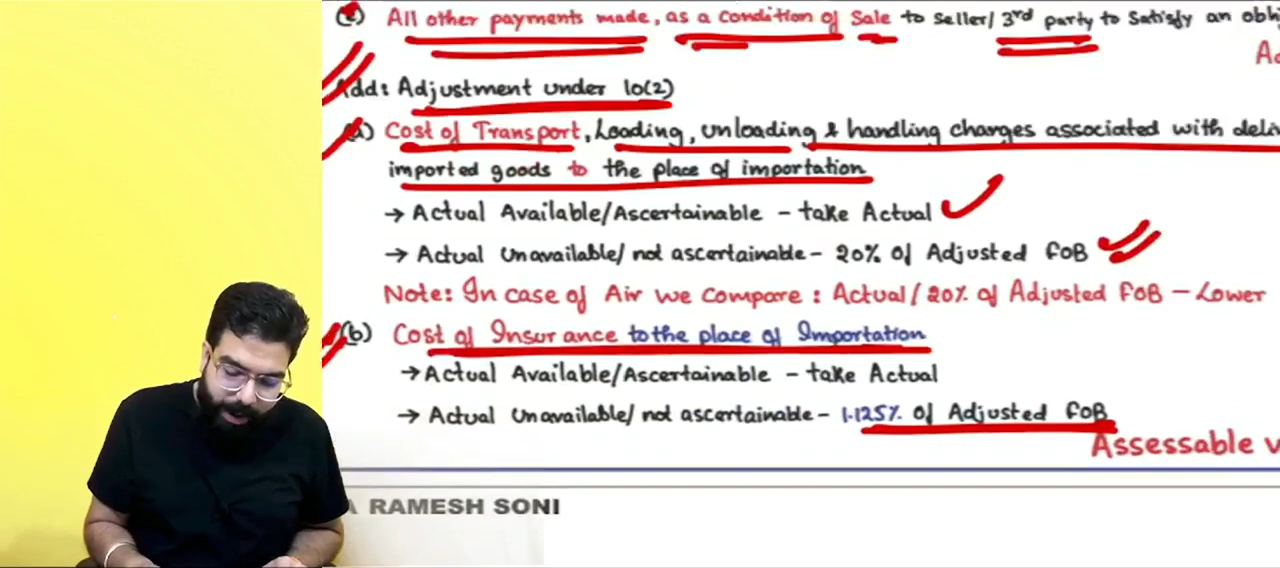 (e) All other payments made, as a condition of Sale to seller/ 3rd party to Satisfy an
Add: Adjustment under 10(2)
(a) Cost of Transport, Loading, unloading & handling charges associated with
imported goods to the place of importation
→ Actual Available/Ascertainable - take Actual
→ Actual Unavailable/ not ascertainable- 20% Of Adjusted FOB
Note: In case of Air we compare : Actual/20% of Adjusted FOB - Lower
(b) Cost of Insurance to the place of Importation
→ Actual Available/Ascertainable - take Actual
→ Actual Unavailable/ not ascertainable- 1.125% Of Adjusted FOB
Assessable
RAMESH SONI